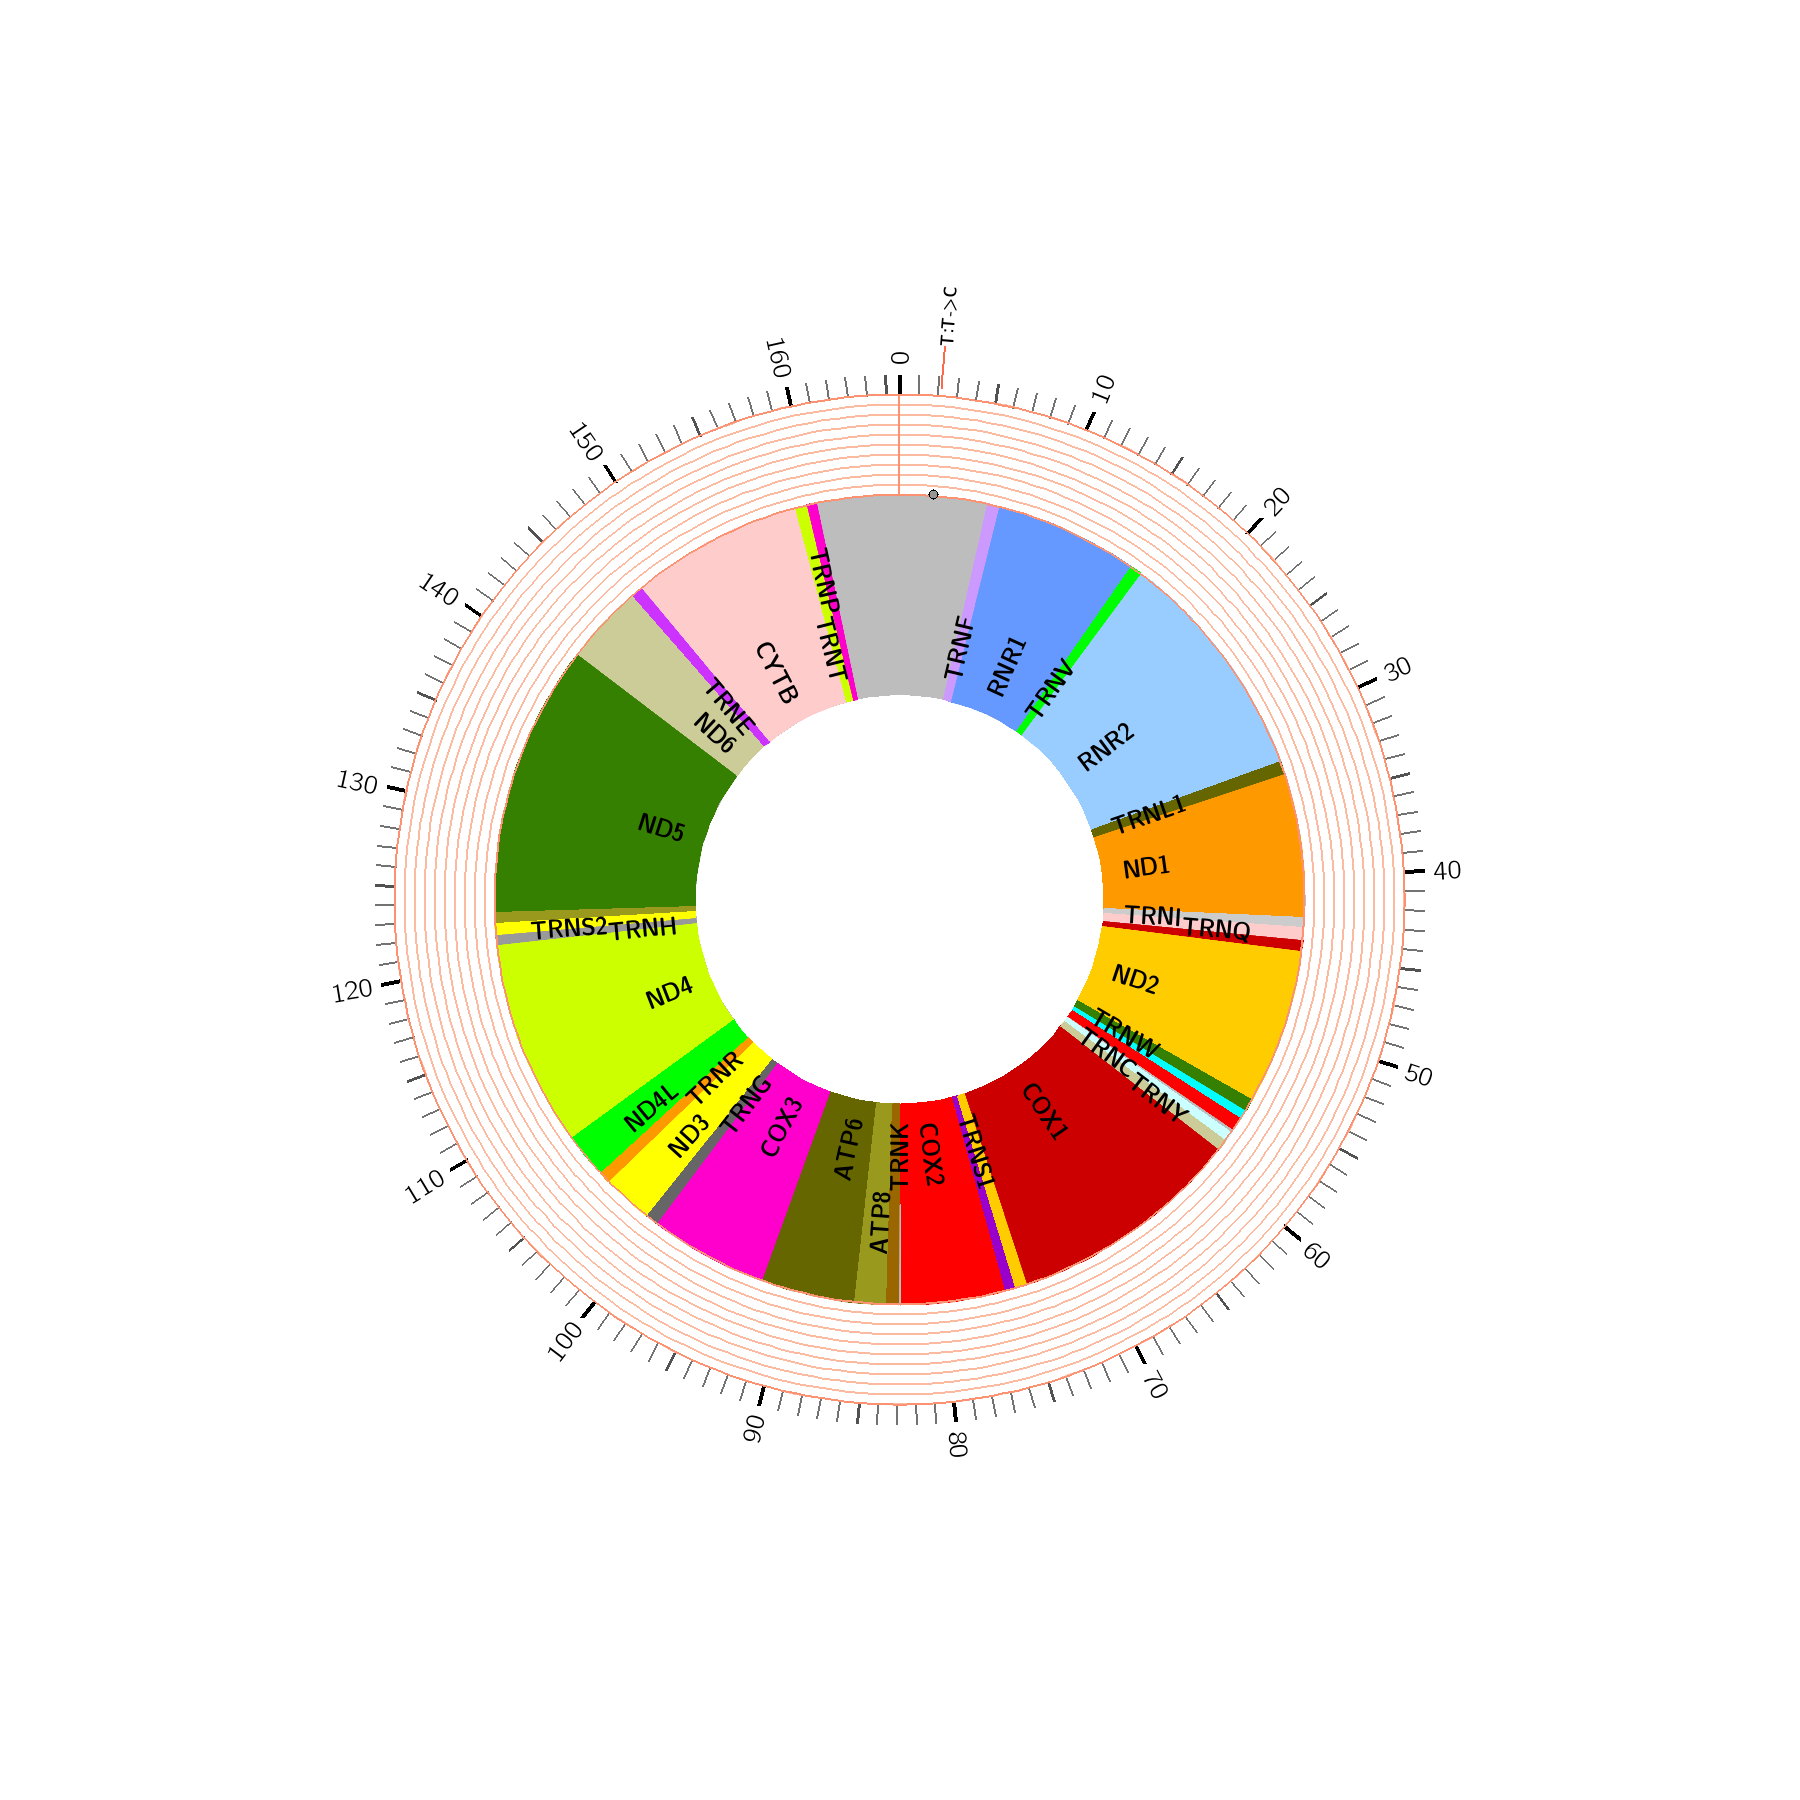 T:T->C
0
10
20
30
40
50
60
70
80
90
100
110
120
130
140
150
160
TRNF
RNR1
TRNV
RNR2
TRNL1
ND1
TRNI
TRNQ
ND2
TRNW
TRNC
TRNY
COX1
TRNS1
COX2
TRNK
ATP8
ATP6
COX3
TRNG
ND3
TRNR
ND4L
ND4
TRNH
TRNS2
ND5
ND6
TRNE
CYTB
TRNT
TRNP